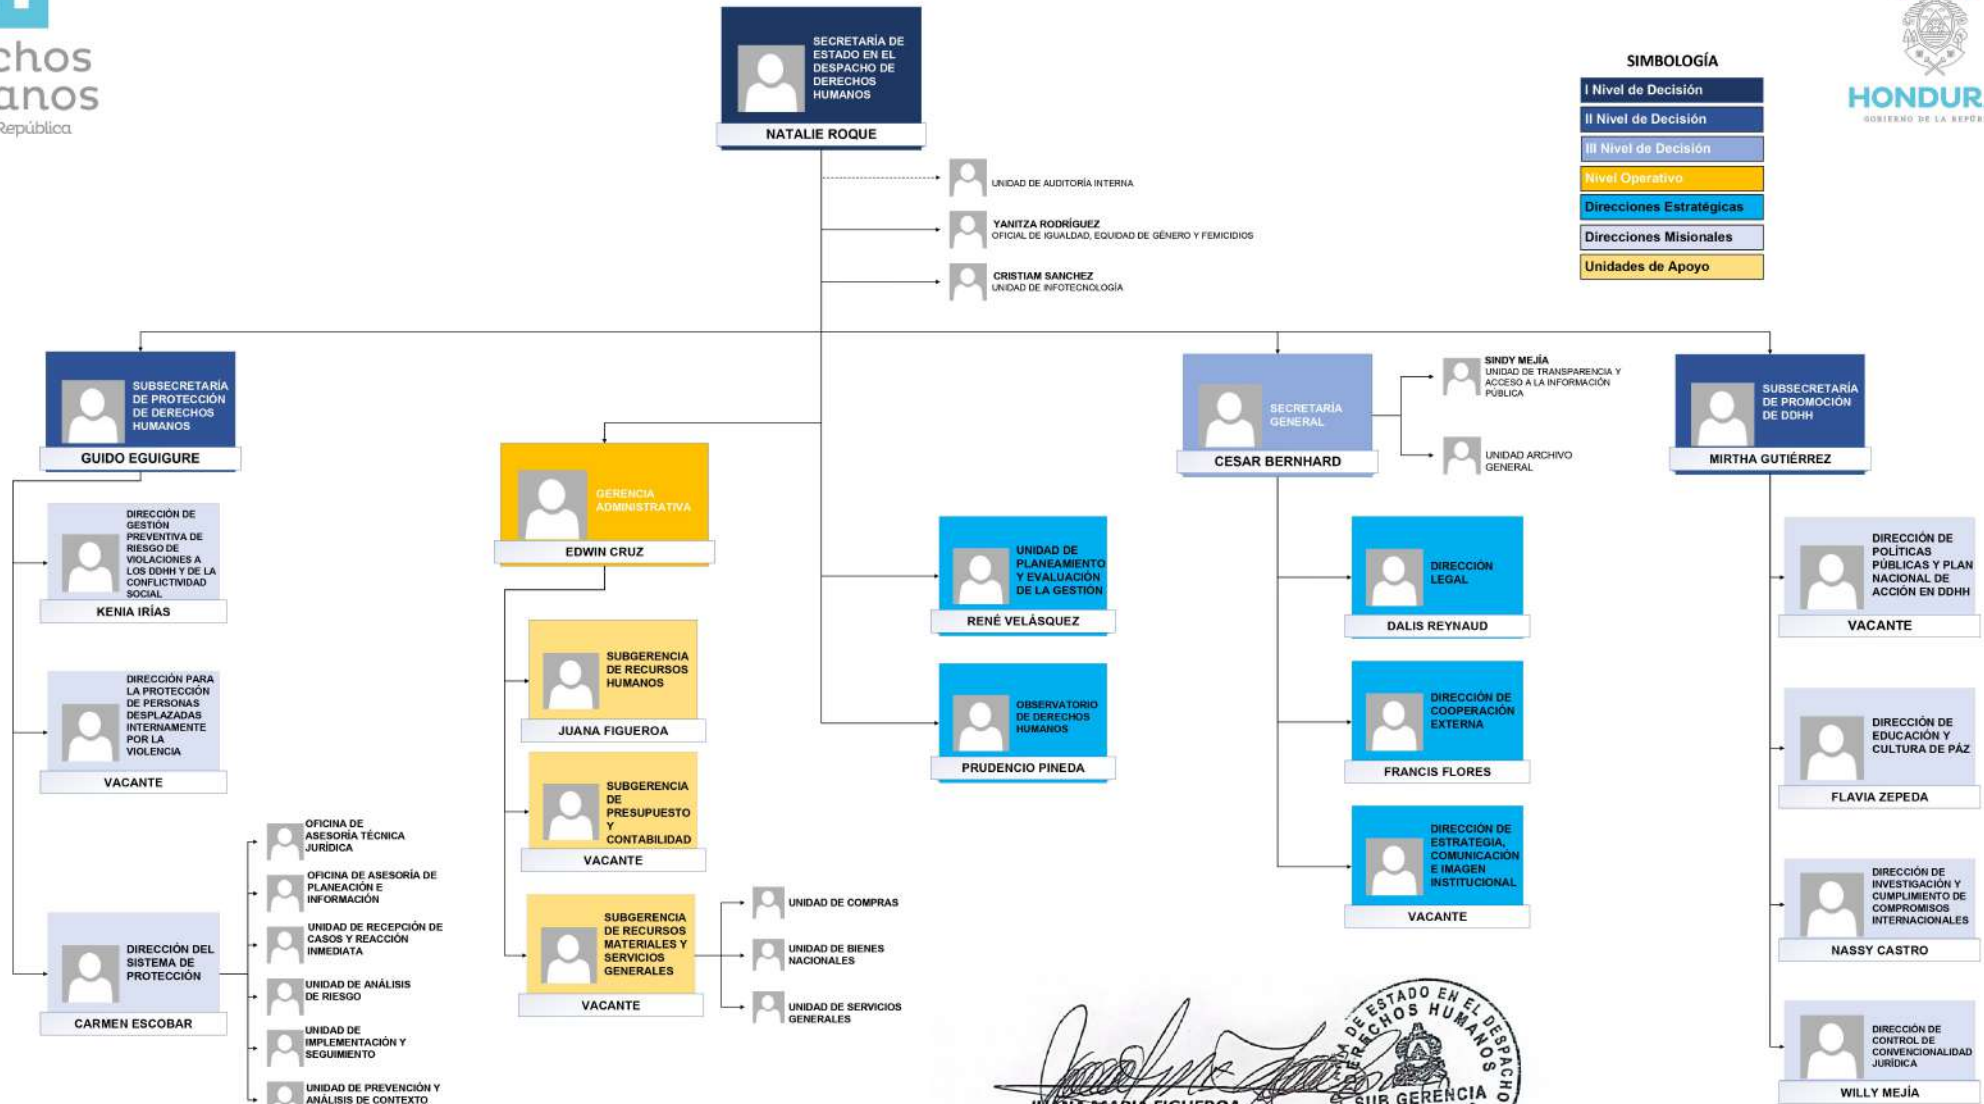 chos
anos
República
SECRETARÍA DE
ESTADO EN EL
DESPACHO DE
DERECHOS
HUMANOS
NATALIE ROQUE
SIMBOLOGÍA
I Nivel de Decisión
II Nivel de Decisión
III Nivel de Decisión
Nivel Operativo
Direcciones Estratégicas
Direcciones Misionales
Unidades de Apoyo
HONDUR
GOBIERNO DE LA REPÚB
UNIDAD DE AUDITORÍA INTERNA
YANITZA RODRÍGUEZ
OFICIAL DE IGUALDAD, EQUIDAD DE GÉNERO Y FEMICIDIOS
CRISTIAM SANCHEZ
UNIDAD DE INFOTECNOLOGÍA
SUBSECRETARÍA
DE PROTECCIÓN
DE DERECHOS
HUMANOS
GUIDO EGUIGURE
DIRECCIÓN DE
GESTIÓN
PREVENTIVA DE
RIESGO DE
VIOLACIONES A
LOS DDHH Y DE LA
CONFLICTIVIDAD
SOCIAL
KENIA IRÍAS
DIRECCIÓN PARA
LA PROTECCIÓN
DE PERSONAS
DESPLAZADAS
INTERNAMENTE
POR LA
VIOLENCIA
VACANTE
DIRECCIÓN DEL
SISTEMA DE
PROTECCIÓN
CARMEN ESCOBAR
OFICINA DE
ASESORÍA TÉCNICA
JURÍDICA
OFICINA DE ASESORÍA DE
PLANEACIÓN E
INFORMACIÓN
UNIDAD DE RECEPCIÓN DE
CASOS Y REACCIÓN
INMEDIATA
UNIDAD DE ANÁLISIS
DE RIESGO
UNIDAD DE
IMPLEMENTACIÓN Y
SEGUIMIENTO
UNIDAD DE PREVENCIÓN Y
ANÁLISIS DE CONTEXTO
GERENCIA
ADMINISTRATIVA
EDWIN CRUZ
SUBGERENCIA
DE RECURSOS
HUMANOS
JUANA FIGUEROA
SUBGERENCIA
DE
PRESUPUESTO
Y
CONTABILIDAD
VACANTE
SUBGERENCIA
DE RECURSOS
MATERIALES Y
SERVICIOS
GENERALES
VACANTE
UNIDAD DE COMPRAS
UNIDAD DE BIENES
NACIONALES
UNIDAD DE SERVICIOS
GENERALES
UNIDAD DE
PLANEAMIENTO
Y EVALUACIÓN
DE LA GESTIÓN
RENÉ VELÁSQUEZ
OBSERVATORIO
DE DERECHOS
HUMANOS
PRUDENCIO PINEDA
SECRETARÍA
GENERAL
CESAR BERNHARD
SINDY MEJÍA
UNIDAD DE TRANSPARENCIA Y
ACCESO A LA INFORMACIÓN
PÚBLICA
UNIDAD ARCHIVO
GENERAL
DIRECCIÓN
LEGAL
DALIS REYNAUD
DIRECCIÓN DE
COOPERACIÓN
EXTERNA
FRANCIS FLORES
DIRECCIÓN DE
ESTRATEGIA,
COMUNICACIÓN
E IMAGEN
INSTITUCIONAL
VACANTE
SUBSECRETARÍA
DE PROMOCIÓN
DE DDHH
MIRTHA GUTIÉRREZ
DIRECCIÓN DE
POLÍTICAS
PÚBLICAS Y PLAN
NACIONAL DE
ACCIÓN EN DDHH
VACANTE
DIRECCIÓN DE
EDUCACIÓN Y
CULTURA DE PÁZ
FLAVIA ZEPEDA
DIRECCIÓN DE
INVESTIGACIÓN Y
CUMPLIMIENTO DE
COMPROMISOS
INTERNACIONALES
NASSY CASTRO
DIRECCIÓN DE
CONTROL DE
CONVENCIONALIDAD
JURÍDICA
WILLY MEJÍA
DE ESTADO EN EL DESPACHO
DERECHOS HUMANOS
SUB GERENCIA
MARIA FIGUEROA